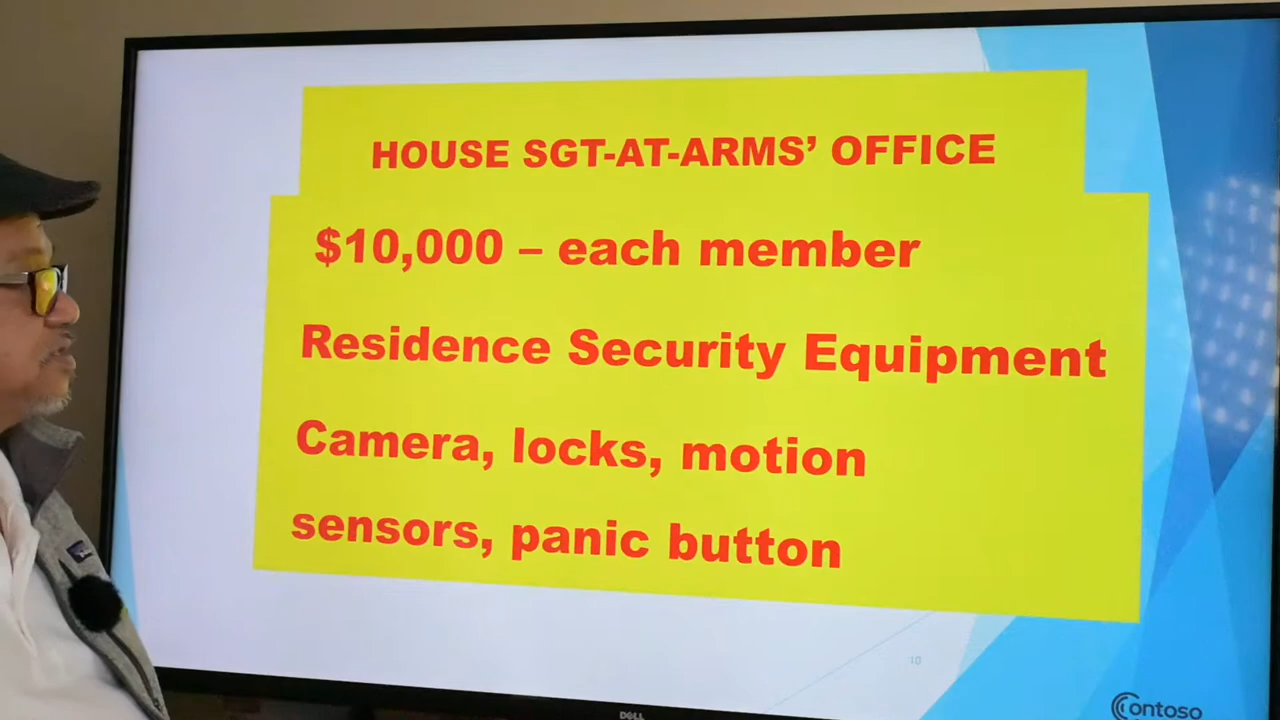 HOUSE SGT-AT-ARMS’ OFFICE
$10,000 – each member
Residence Security Equipment
Camera, locks, motion
sensors, panic button
10
Contoso
DELL